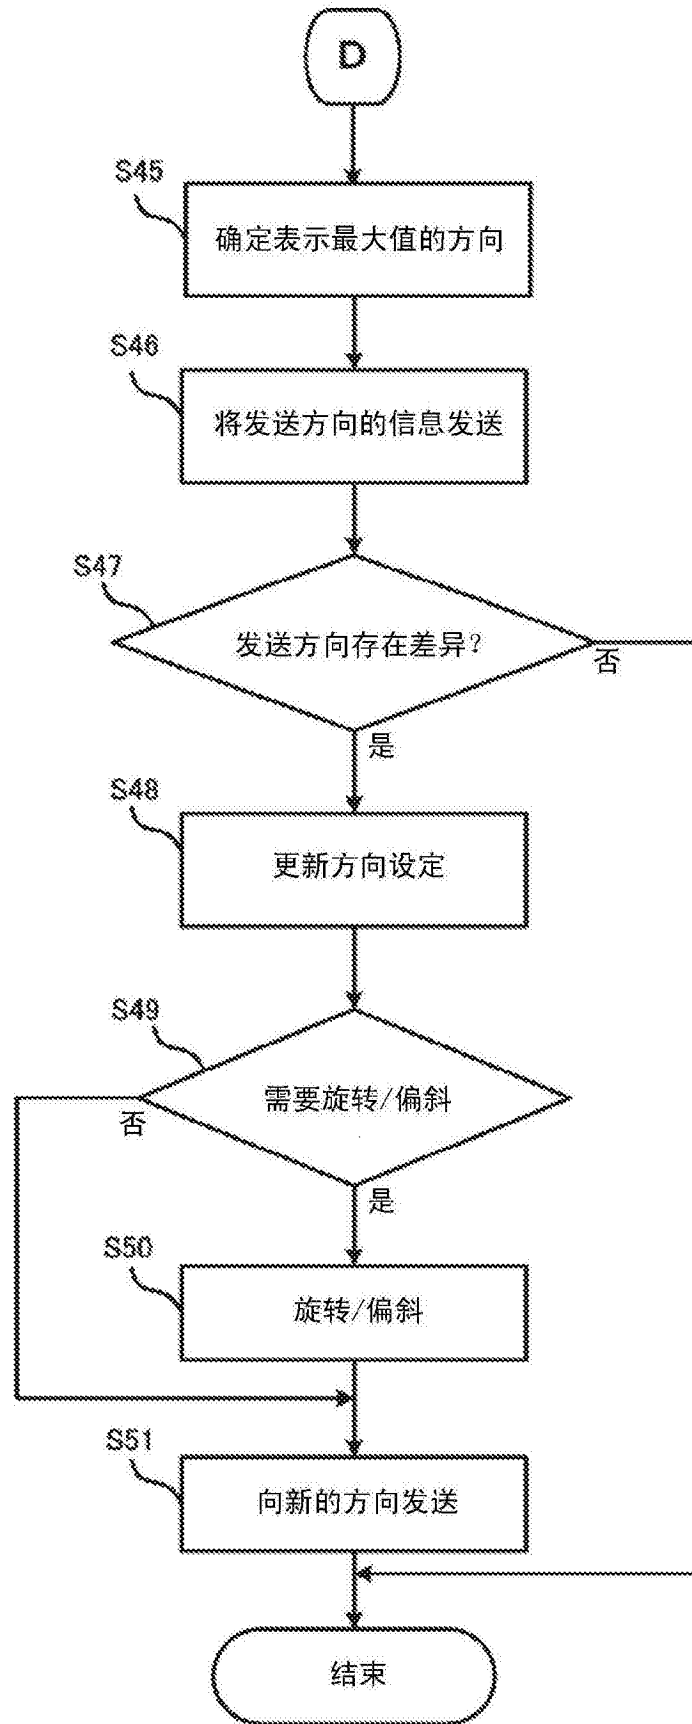 D
S45
确定表示最大值的方向
S46
将发送方向的信息发送
S47
发送方向存在差异?
否
是
S48
更新方向设定
S49
需要旋转/偏斜
否
是
S50
旋转/偏斜
S51
向新的方向发送
结束